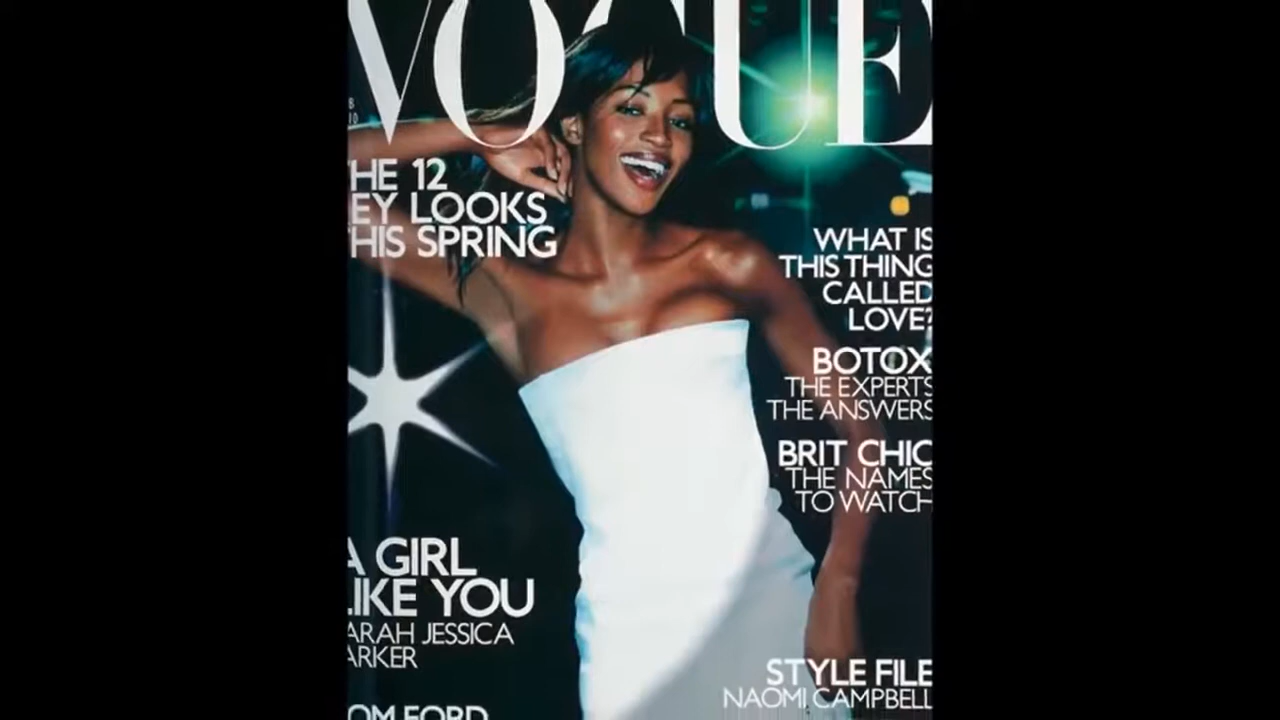 VOGUE
HE 12
EY LOOKS
HIS SPRING
WHAT IS
THIS THING
CALLED
LOVE?
BOTOX
THE EXPERTS
THE ANSWERS
BRIT CHIC
THE NAMES
TO WATCH
A GIRL
LIKE YOU
ARAH JESSICA
ARKER
OM FORD
STYLE FILE
NAOMI CAMPBELL